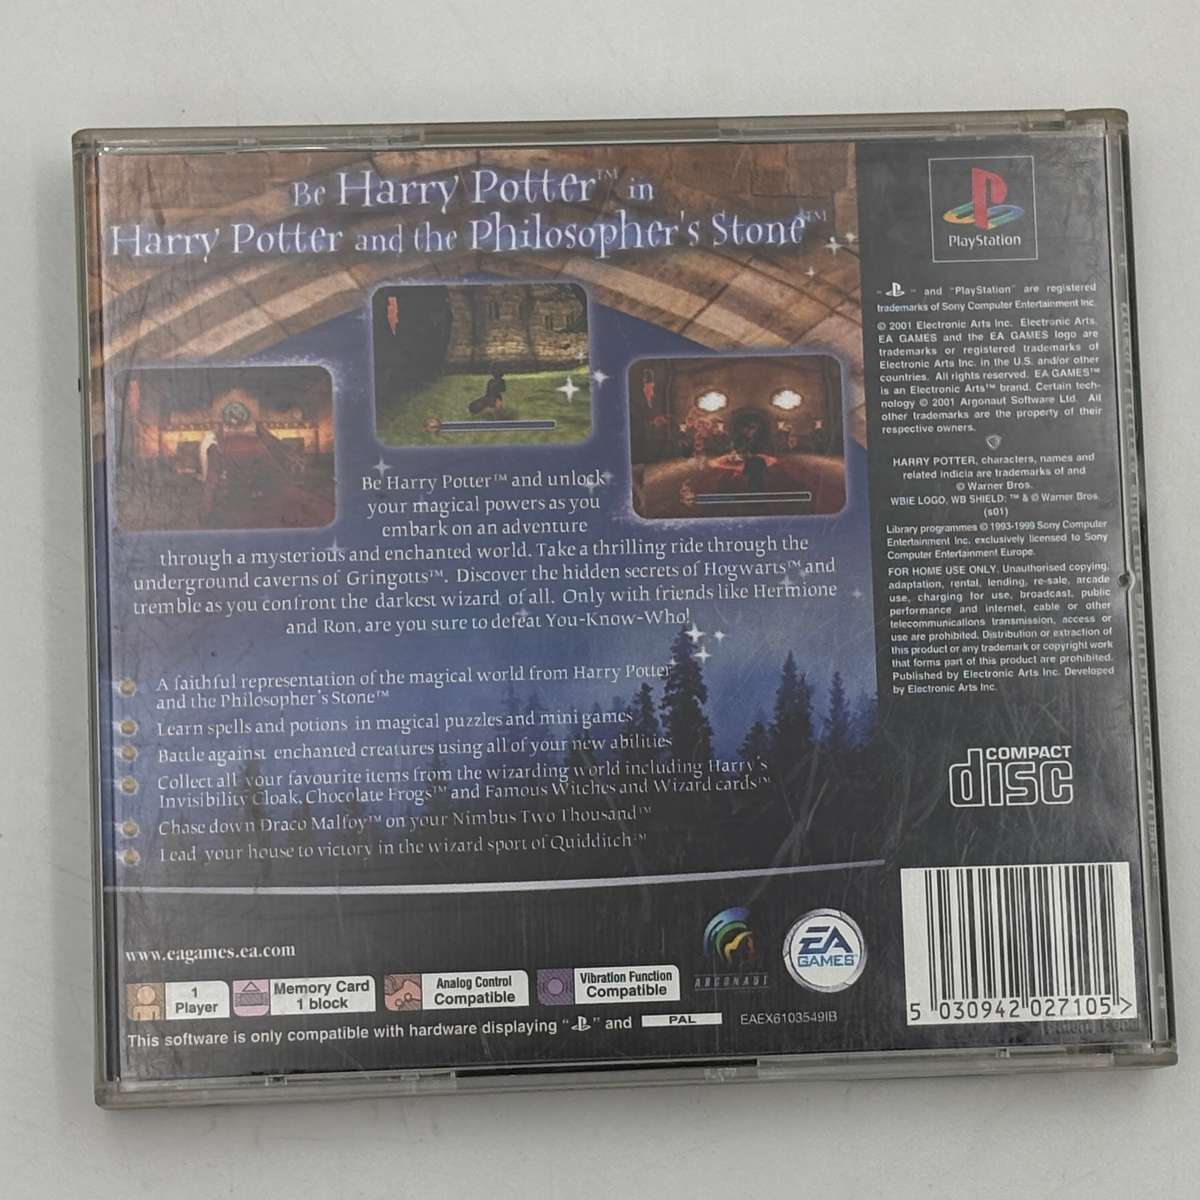 Be Harry Potter™ in
Harry Potter and the Philosopher's Stone™
Be Harry Potter™ and unlock
your magical powers as you
embark on an adventure
through a mysterious and enchanted world. Take a thrilling ride through the
underground caverns of Gringotts™. Discover the hidden secrets of Hogwarts™ and
tremble as you confront the darkest wizard of all. Only with friends like Hermione
and Ron, are you sure to defeat You-Know-Who!
A faithful representation of the magical world from Harry Potter
and the Philosopher's Stone™
Learn spells and potions in magical puzzles and mini games
Battle against enchanted creatures using all of your new abilities
Collect all your favourite items from the wizarding world including Harry's
Invisibility Cloak, Chocolate Frogs™ and Famous Witches and Wizard cards™
Chase down Draco Malfoy™ on your Nimbus Two Thousand™
Lead your house to victory in the wizard sport of Quidditch™
www.eagames.ea.com
1
Player
Memory Card
1 block
Analog Control
Compatible
Vibration Function
Compatible
This software is only compatible with hardware displaying " " and PAL
EAEX6103549IB
ARGONAUT
EA
GAMES
PlayStation
" " and "PlayStation" are registered
trademarks of Sony Computer Entertainment Inc.
© 2001 Electronic Arts Inc. Electronic Arts,
EA GAMES and the EA GAMES logo are
trademarks or registered trademarks of
Electronic Arts Inc. in the U.S. and/or other
countries. All rights reserved. EA GAMES™
is an Electronic Arts™ brand. Certain tech-
nology © 2001 Argonaut Software Ltd. All
other trademarks are the property of their
respective owners.
HARRY POTTER, characters, names and
related indicia are trademarks of and
© Warner Bros.
WBIE LOGO, WB SHIELD: ™ & © Warner Bros.
(s01)
Library programmes © 1993-1999 Sony Computer
Entertainment Inc. exclusively licensed to Sony
Computer Entertainment Europe.
FOR HOME USE ONLY. Unauthorised copying,
adaptation, rental, lending, re-sale, arcade
use, charging for use, broadcast, public
performance and internet, cable or other
telecommunications transmission, access or
use are prohibited. Distribution or extraction of
this product or any trademark or copyright work
that forms part of this product are prohibited.
Published by Electronic Arts Inc. Developed
by Electronic Arts Inc.
COMPACT
disc
5 030942 027105 >